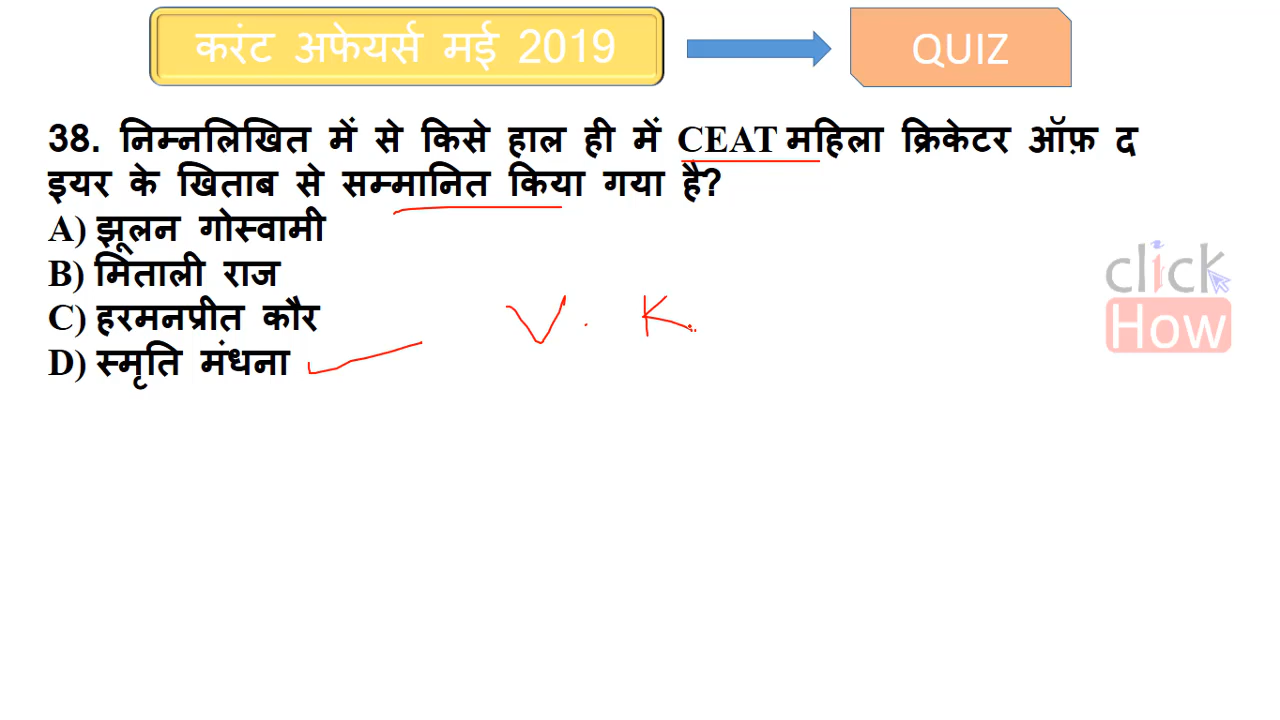 करंट अफेयर्स मई 2019
QUIZ
38. निम्नलिखित में से किसे हाल ही में CEAT महिला क्रिकेटर ऑफ़ द
इयर के खिताब से सम्मानित किया गया है?
A) झूलन गोस्वामी
B) मिताली राज
C) हरमनप्रीत कौर
D) स्मृति मंधना
V. K.
click
How